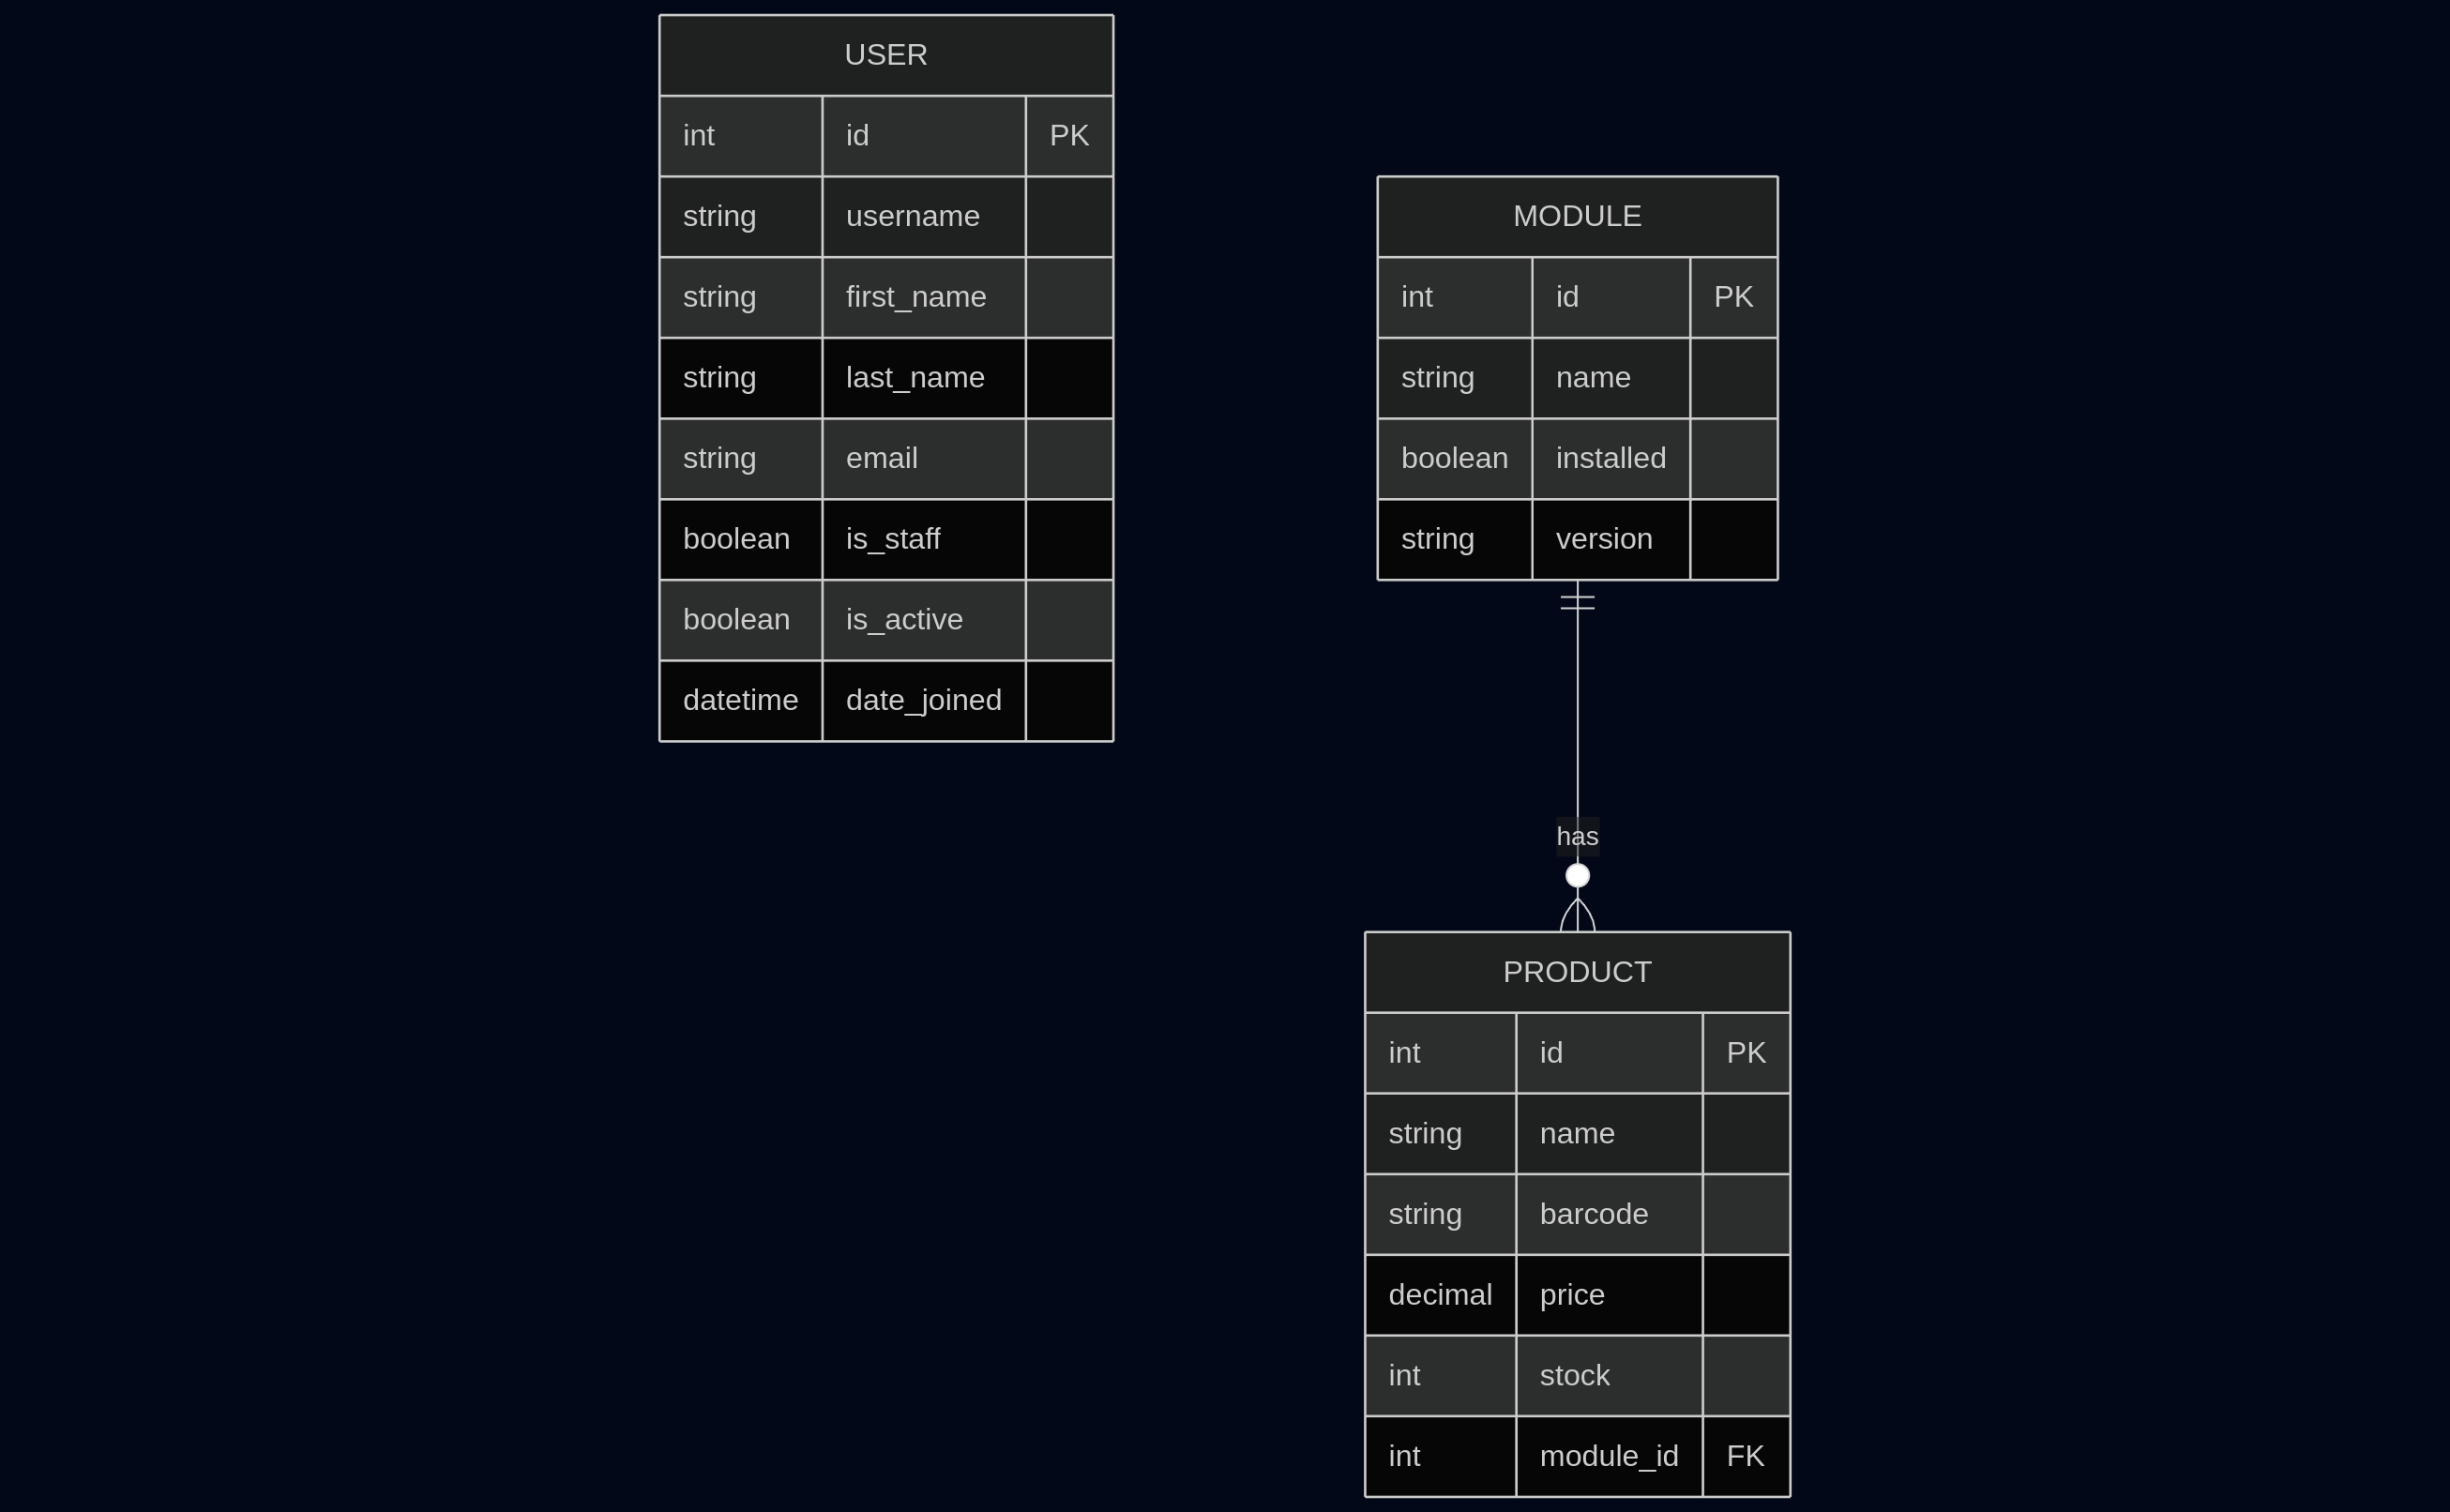 USER
int id PK
string username
string first_name
string last_name
string email
boolean is_staff
boolean is_active
datetime date_joined
MODULE
int id PK
string name
boolean installed
string version
has
PRODUCT
int id PK
string name
string barcode
decimal price
int stock
int module_id FK